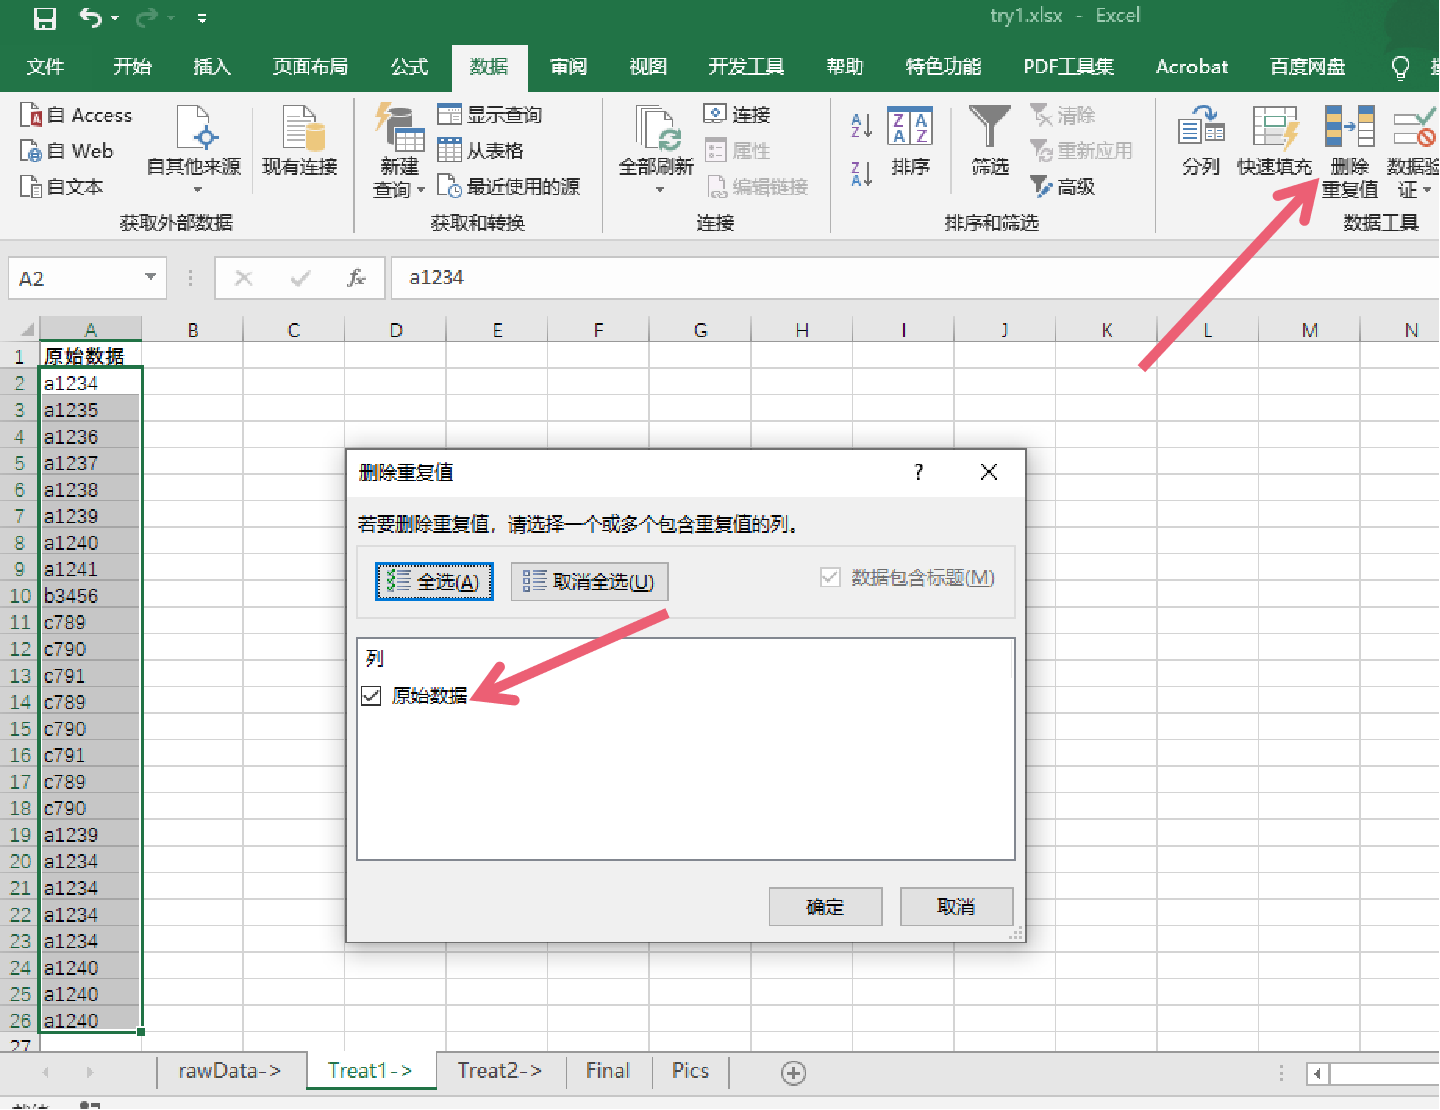 try1.xlsx - Excel
文件 开始 插入 页面布局 公式 数据 审阅 视图 开发工具 帮助 特色功能 PDF工具集 Acrobat 百度网盘
自 Access
自 Web
自文本
自其他来源
现有连接
获取外部数据
新建
查询
显示查询
从表格
最近使用的源
获取和转换
全部刷新
连接
属性
编辑链接
连接
A
Z
Z
A
Z A
A Z
排序
筛选
清除
重新应用
高级
排序和筛选
分列
快速填充
删除
重复值
数据验
证
数据工具
A2
fx
a1234
A B C D E F G H I J K L M N
1 原始数据
2 a1234
3 a1235
4 a1236
5 a1237
6 a1238
7 a1239
8 a1240
9 a1241
10 b3456
11 c789
12 c790
13 c791
14 c789
15 c790
16 c791
17 c789
18 c790
19 a1239
20 a1234
21 a1234
22 a1234
23 a1234
24 a1240
25 a1240
26 a1240
27
删除重复值 ?
若要删除重复值，请选择一个或多个包含重复值的列。
全选(A) 取消全选(U) 数据包含标题(M)
列
原始数据
确定 取消
rawData-> Treat1-> Treat2-> Final Pics